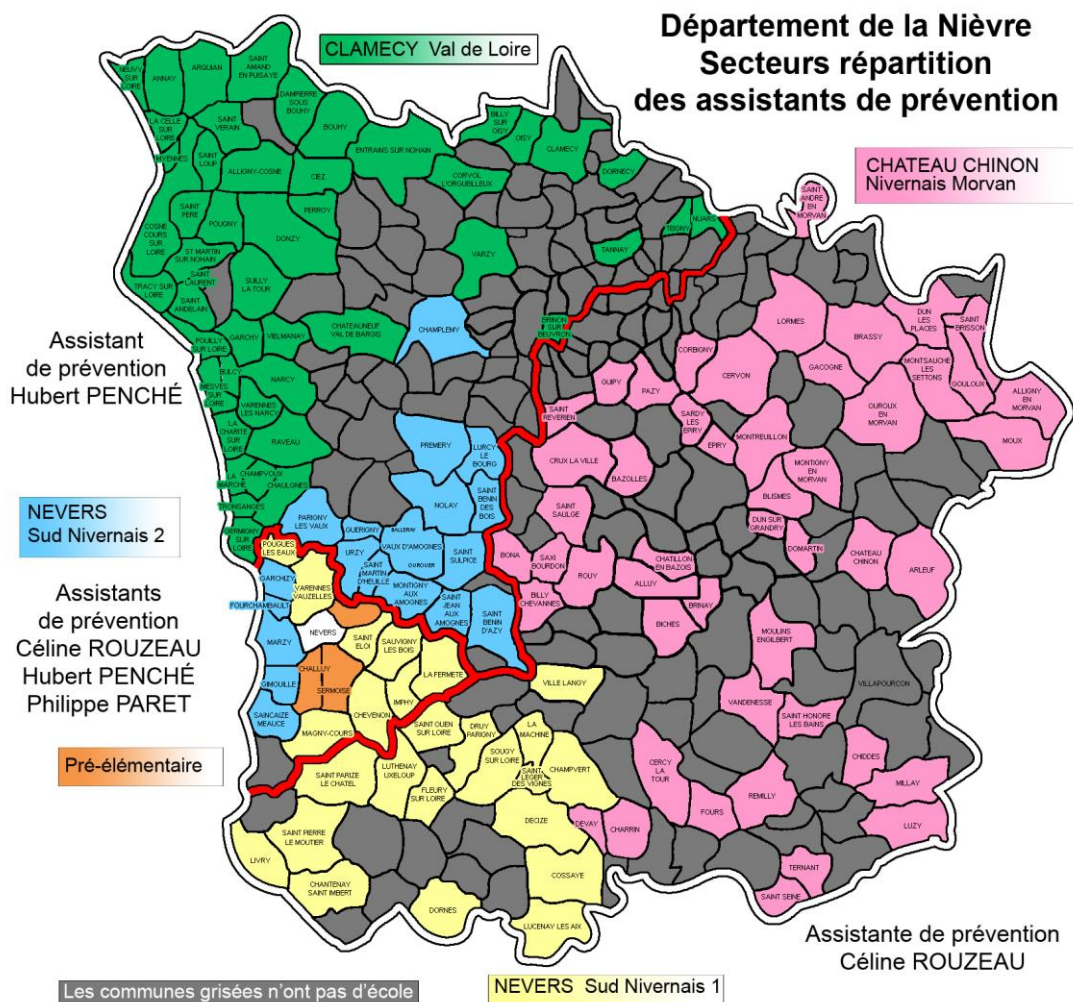 Département de la Nièvre
Secteurs répartition
des assistants de prévention
CLAMECY Val de Loire
CHATEAU CHINON
Nivernais Morvan
Assistant
de prévention
Hubert PENCHÉ
NEVERS
Sud Nivernais 2
Assistants
de prévention
Céline ROUZEAU
Hubert PENCHÉ
Philippe PARET
Pré-élémentaire
Assistante de prévention
Céline ROUZEAU
Les communes grisées n'ont pas d'école
NEVERS Sud Nivernais 1
NEUVY
SUR
LOIRE
ANNAY
ARQUIAN
SAINT
AMAND
EN PUISAYE
DAMPIERRE
SOUS
BOUHY
BOUHY
LA CELLE
SUR
LOIRE
SAINT
VERAIN
MYENNES
SAINT
LOUP
ALLIGNY-COSNE
CIEZ
ENTRAINS SUR NOHAIN
BILLY
SUR
OISY
OISY
CLAMECY
DORNECY
CORVOL
L'ORGUEILLEUX
SAINT
PERE
COSNE
COURS
SUR
LOIRE
POUGNY
PERROY
DONZY
ST MARTIN
SUR NOHAIN
SAINT
LAURENT
TRACY SUR
LOIRE
SAINT
ANDELAIN
SUILLY
LA TOUR
VARZY
TANNAY
TEIGNY
NUARS
SAINT
ANDRE
EN
MORVAN
POUILLY
SUR LOIRE
GARCHY
VIELMANAY
CHATEAUNEUF
VAL DE BARGIS
CHAMPLEMY
BRINON
SUR
BEUVRON
BULCY
MESVES
SUR
LOIRE
NARCY
VARENNES
LES NARCY
LA
CHARITE
SUR
LOIRE
RAVEAU
LA
MARCHE
CHAMPVOUX
CHAULGNES
TRONSANGES
GERMIGNY
SUR
LOIRE
PREMERY
LURCY
LE
BOURG
NOLAY
SAINT
BENIN
DES
BOIS
PARIGNY
LES VAUX
GUERIGNY
BALLERAY
URZY
VAUX D'AMOGNES
OUROUER
SAINT
SULPICE
SAINT
MARTIN
D'HEUILLE
MONTIGNY
AUX
AMOGNES
SAINT
JEAN
AUX
AMOGNES
SAINT
BENIN
D'AZY
POUGUES
LES EAUX
GARCHIZY
VARENNES
VAUZELLES
FOURCHAMBAULT
NEVERS
MARZY
SAINT
ELOI
SAUVIGNY
LES BOIS
LA FERMETE
CHALLUY
SERMOISE
GIMOUILLE
IMPHY
CHEVENON
SAINCAIZE
MEAUCE
MAGNY-COURS
LORMES
DUN
LES
PLACES
SAINT
BRISSON
BRASSY
CORBIGNY
CERVON
GACOGNE
MONTSAUCHE
LES
SETTONS
GOULOUX
ALLIGNY
EN
MORVAN
MOUX
OUROUX
EN
MORVAN
GUIPY
PAZY
SAINT
REVERIEN
SARDY
LES
EPIRY
EPIRY
MONTREUILLON
CRUX LA VILLE
BAZOLLES
MONTIGNY
EN
MORVAN
BLISMES
DUN SUR
GRANDRY
DOMARTIN
CHATEAU
CHINON
ARLEUF
SAINT
SAULGE
BONA
SAXI
BOURDON
ROUY
CHATILLON
EN BAZOIS
ALLUY
BILLY
CHEVANNES
BRINAY
BICHES
MOULINS
ENGILBERT
VILLAPOURCON
VANDENESSE
SAINT HONORE
LES BAINS
CHIDDES
MILLAY
LUZY
CERCY
LA
TOUR
REMILLY
FOURS
DEVAY
CHARRIN
TERNANT
SAINT SEINE
VILLE LANGY
SAINT OUEN
SUR LOIRE
DRUY
PARIGNY
LA
MACHINE
SOUGY
SUR LOIRE
SAINT
LEGER
DES VIGNES
CHAMPVERT
SAINT PARIZE
LE CHATEL
LUTHENAY
UXELOUP
FLEURY
SUR LOIRE
DECIZE
SAINT PIERRE
LE MOUTIER
LIVRY
CHANTENAY
SAINT IMBERT
COSSAYE
DORNES
LUCENAY LES AIX